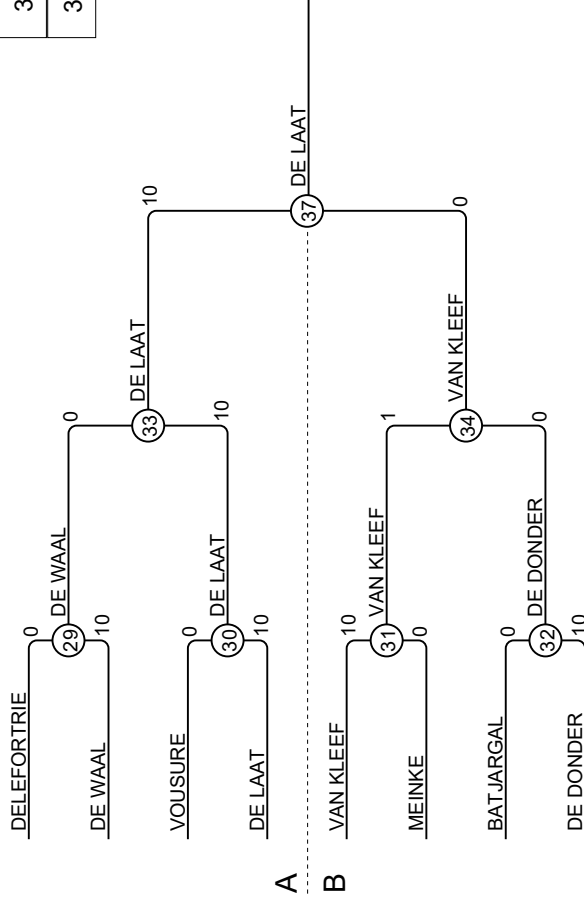 DELEFORTRIE
0
29
DE WAAL
DE WAAL
10
0
33
DE LAAT
10
VOUSURE
0
30
DE LAAT
DE LAAT
10
10
37
DE LAAT
A
B
VAN KLEEF
10
31
VAN KLEEF
MEINKE
0
1
34
VAN KLEEF
0
BATJARGAL
0
32
DE DONDER
DE DONDER
10
0
3
3